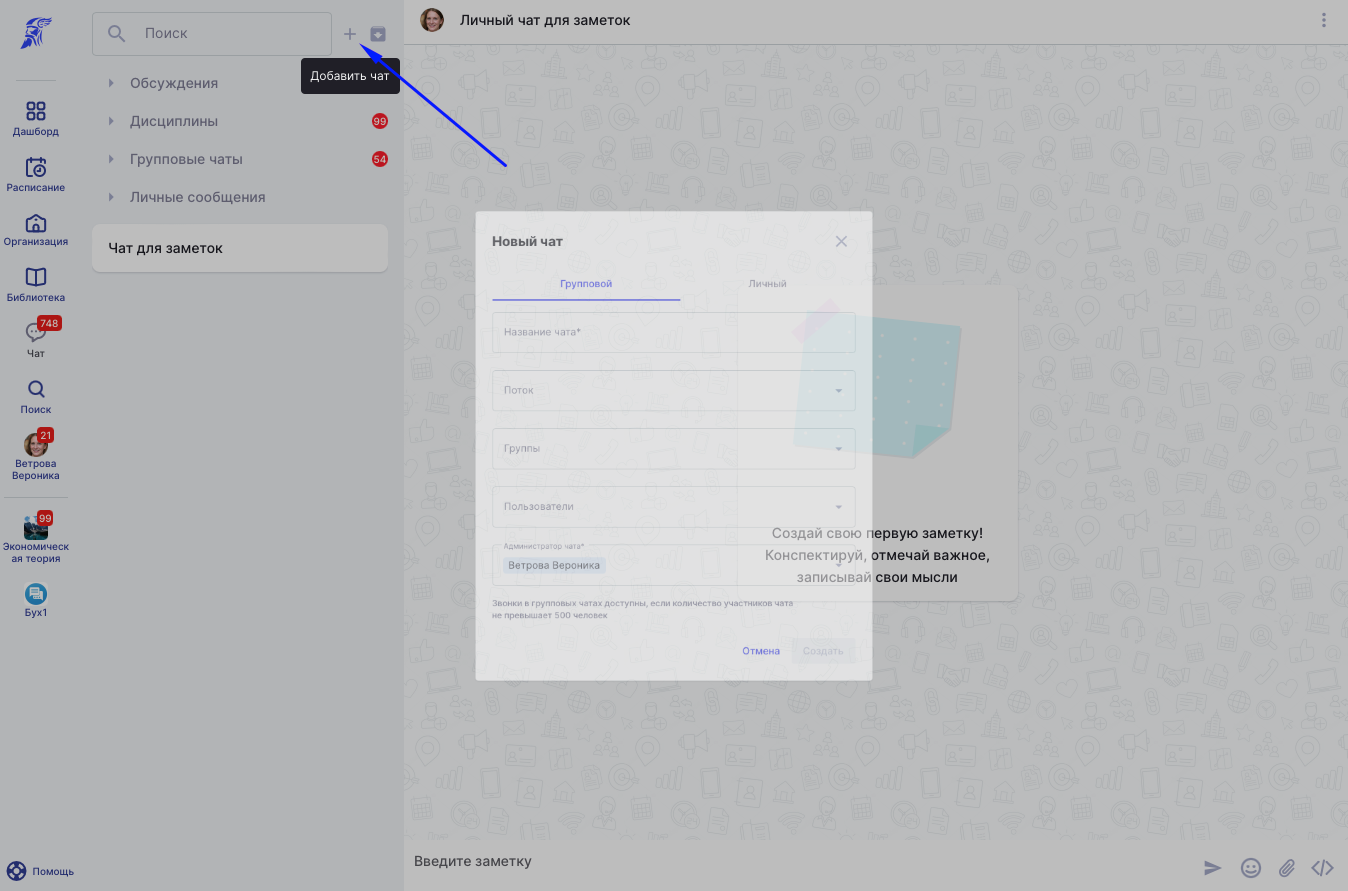 Дашборд
Расписание
Организация
Библиотека
748
Чат
Поиск
21
Ветрова
Вероника
99
Экономическ
ая теория
Бух1
Помощь
Поиск
Добавить чат
Обсуждения
Дисциплины
99
Групповые чаты
54
Личные сообщения
Чат для заметок
Личный чат для заметок
Новый чат
Групповой
Личный
Название чата*
Поток
Группы
Пользователи
Администратор чата*
Ветрова Вероника
Звонки в групповых чатах доступны, если количество участников чата
не превышает 500 человек
Отмена
Создать
Создай свою первую заметку!
Конспектируй, отмечай важное,
записывай свои мысли
Введите заметку